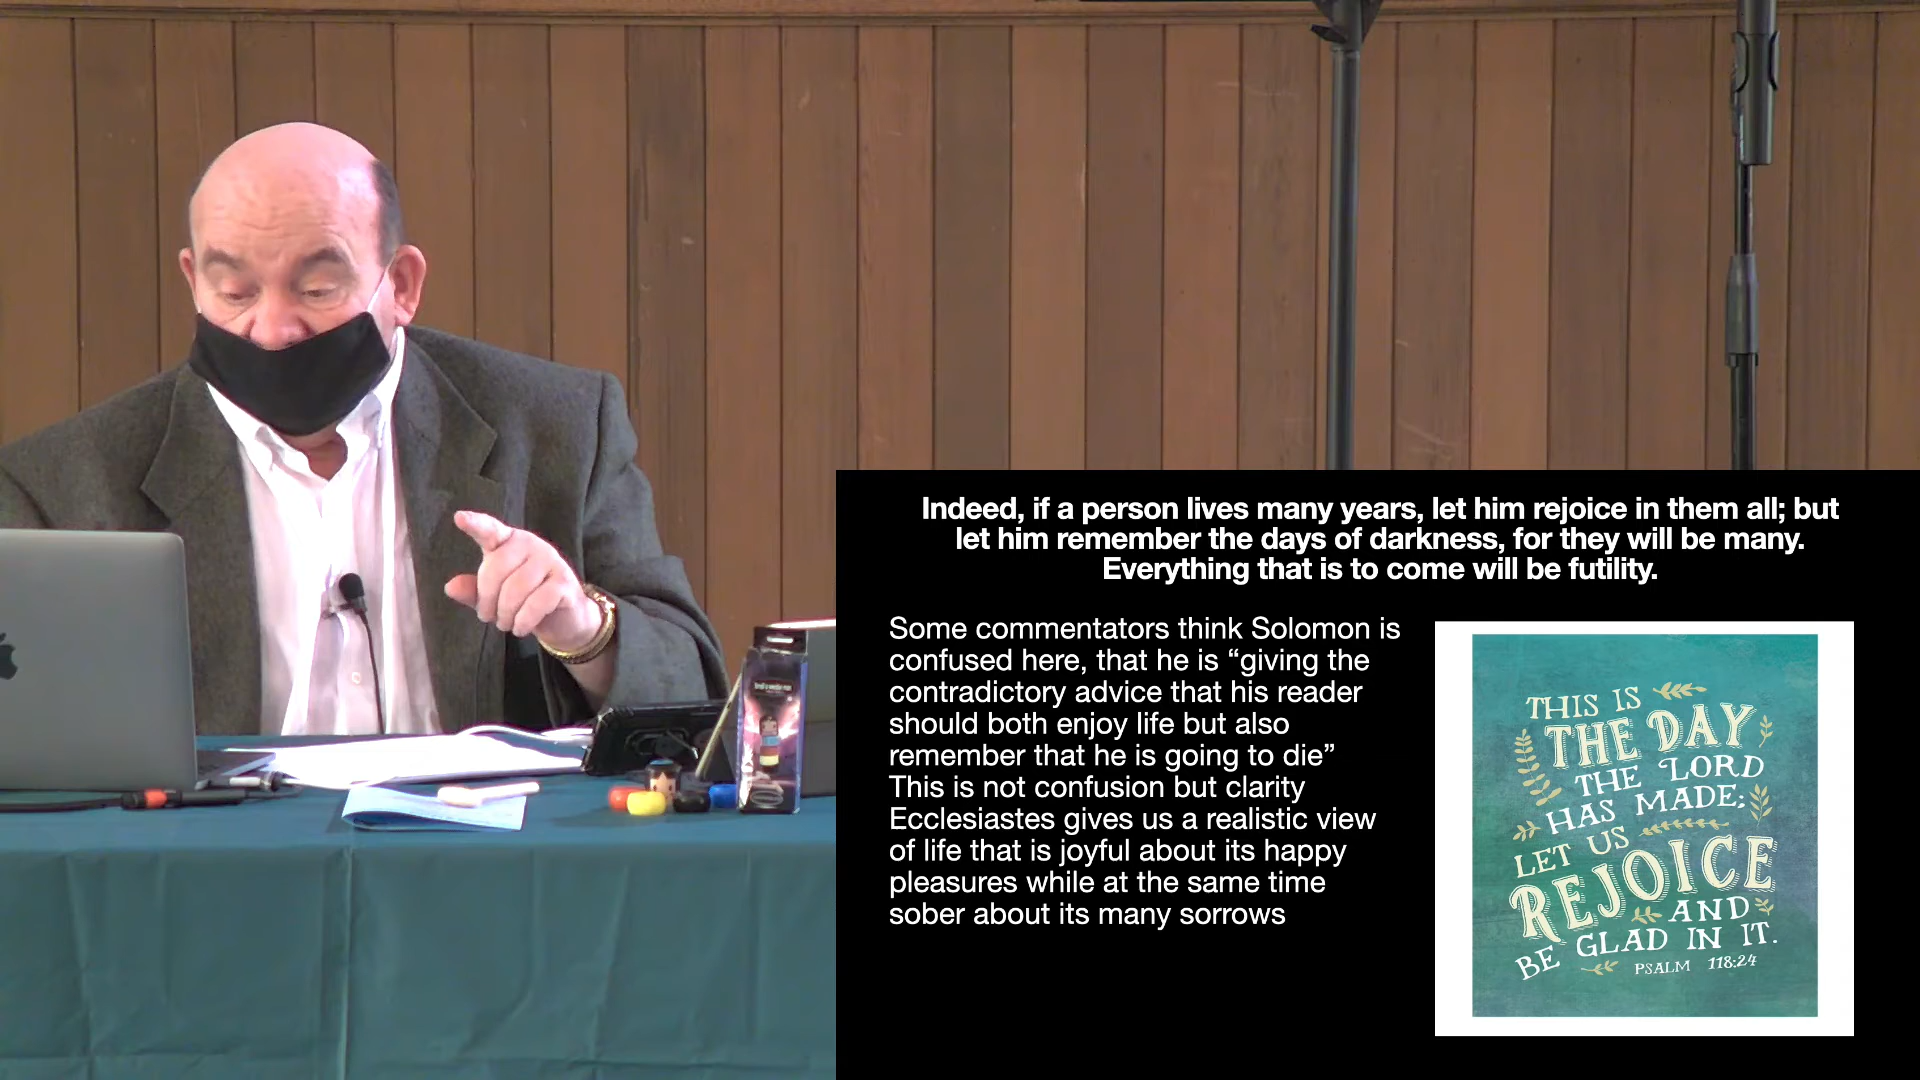 Indeed, if a person lives many years, let him rejoice in them all; but
let him remember the days of darkness, for they will be many.
Everything that is to come will be futility.
Some commentators think Solomon is
confused here, that he is “giving the
contradictory advice that his reader
should both enjoy life but also
remember that he is going to die”
This is not confusion but clarity
Ecclesiastes gives us a realistic view
of life that is joyful about its happy
pleasures while at the same time
sober about its many sorrows
THIS IS
THE DAY
THE LORD
HAS MADE;
LET US
REJOICE
AND
BE GLAD IN IT.
PSALM 118:24